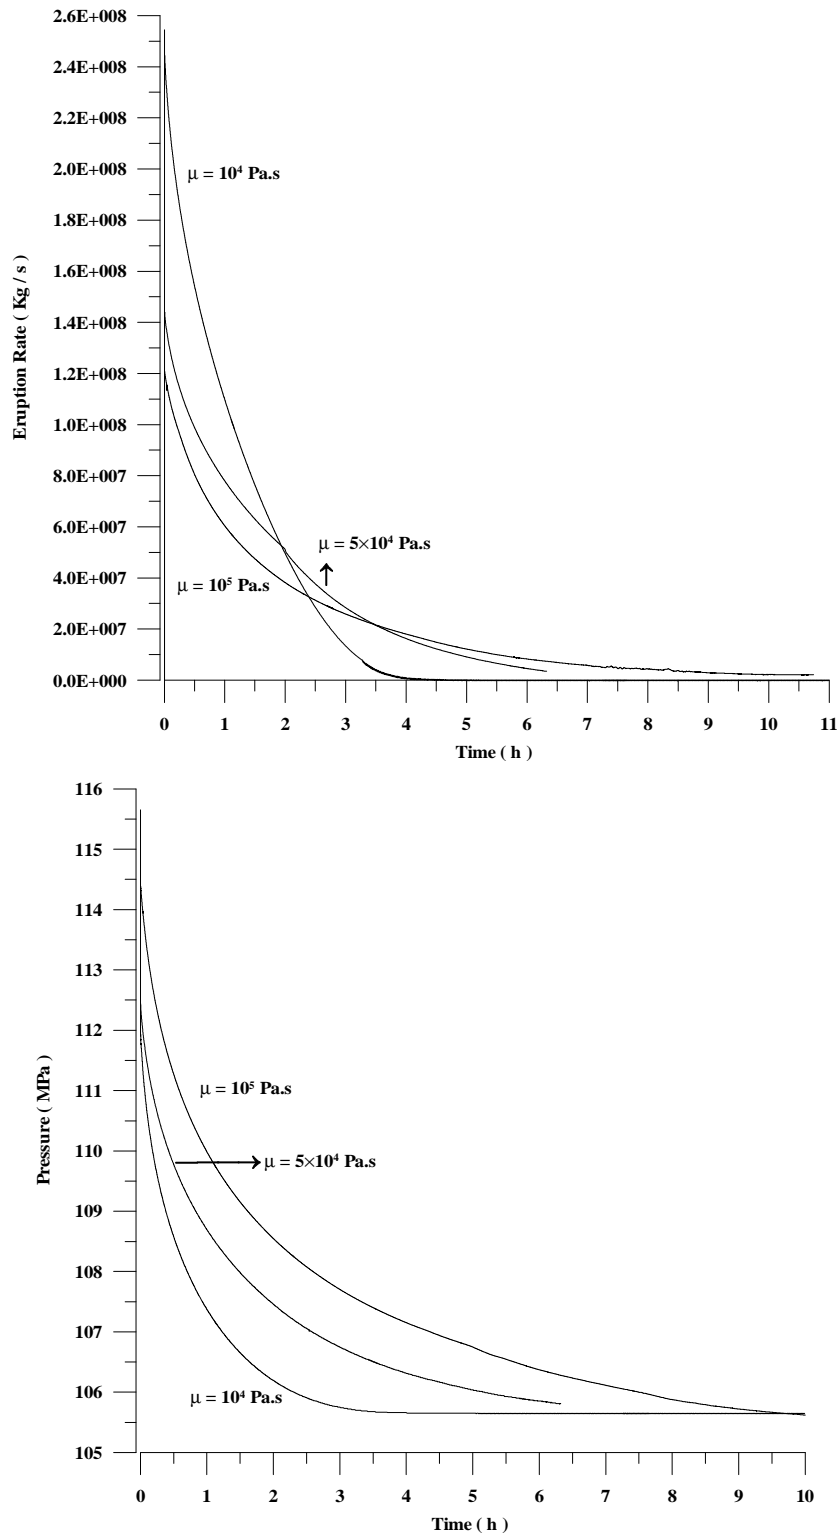 2.6E+008
2.4E+008
2.2E+008
2.0E+008
1.8E+008
1.6E+008
1.4E+008
1.2E+008
1.0E+008
8.0E+007
6.0E+007
4.0E+007
2.0E+007
0.0E+000
Eruption Rate ( Kg / s )
μ = 10⁴ Pa.s
μ = 5×10⁴ Pa.s
μ = 10⁵ Pa.s
0 1 2 3 4 5 6 7 8 9 10 11
Time ( h )
116
115
114
113
112
111
110
109
108
107
106
105
Pressure ( MPa )
μ = 10⁵ Pa.s
μ = 5×10⁴ Pa.s
μ = 10⁴ Pa.s
0 1 2 3 4 5 6 7 8 9 10
Time ( h )